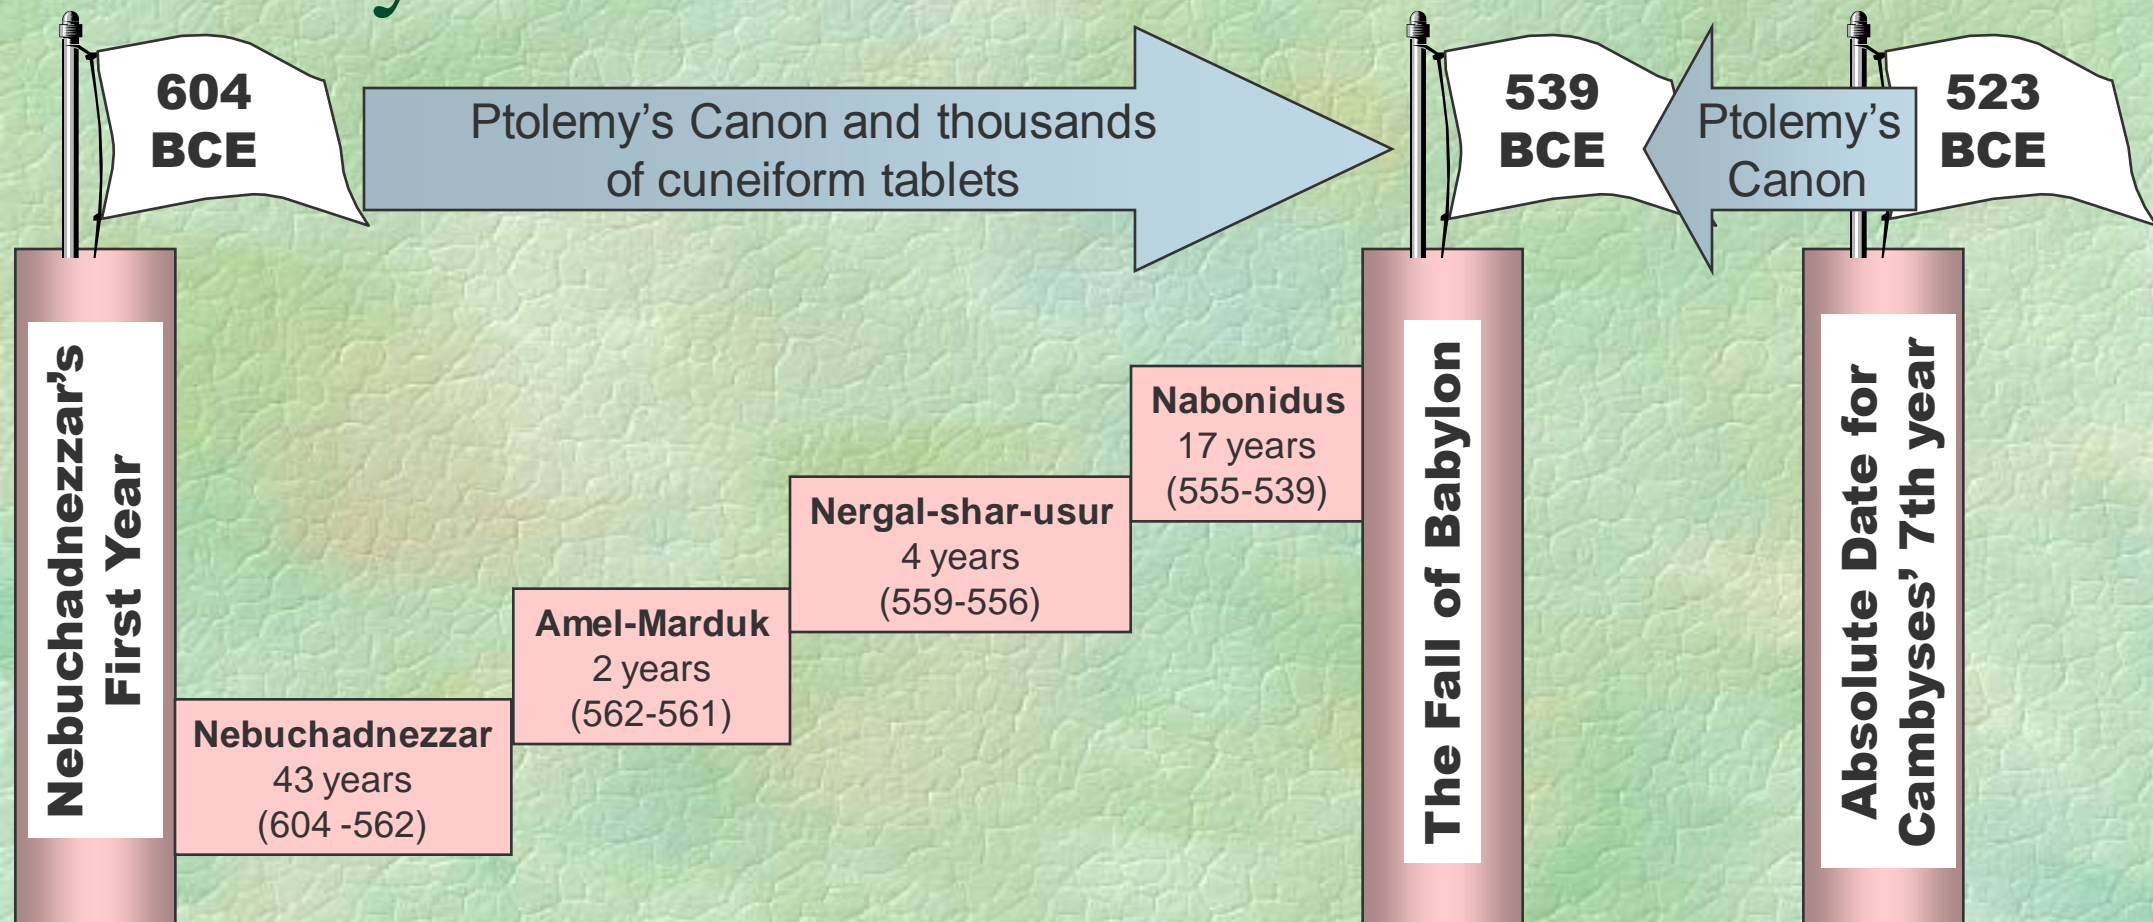 604
BCE
Ptolemy’s Canon and thousands
of cuneiform tablets
539
BCE
Ptolemy’s
Canon
523
BCE
Nebuchadnezzar’s
First Year
Nebuchadnezzar
43 years
(604 -562)
Amel-Marduk
2 years
(562-561)
Nergal-shar-usur
4 years
(559-556)
Nabonidus
17 years
(555-539)
The Fall of Babylon
Absolute Date for
Cambyses’ 7th year